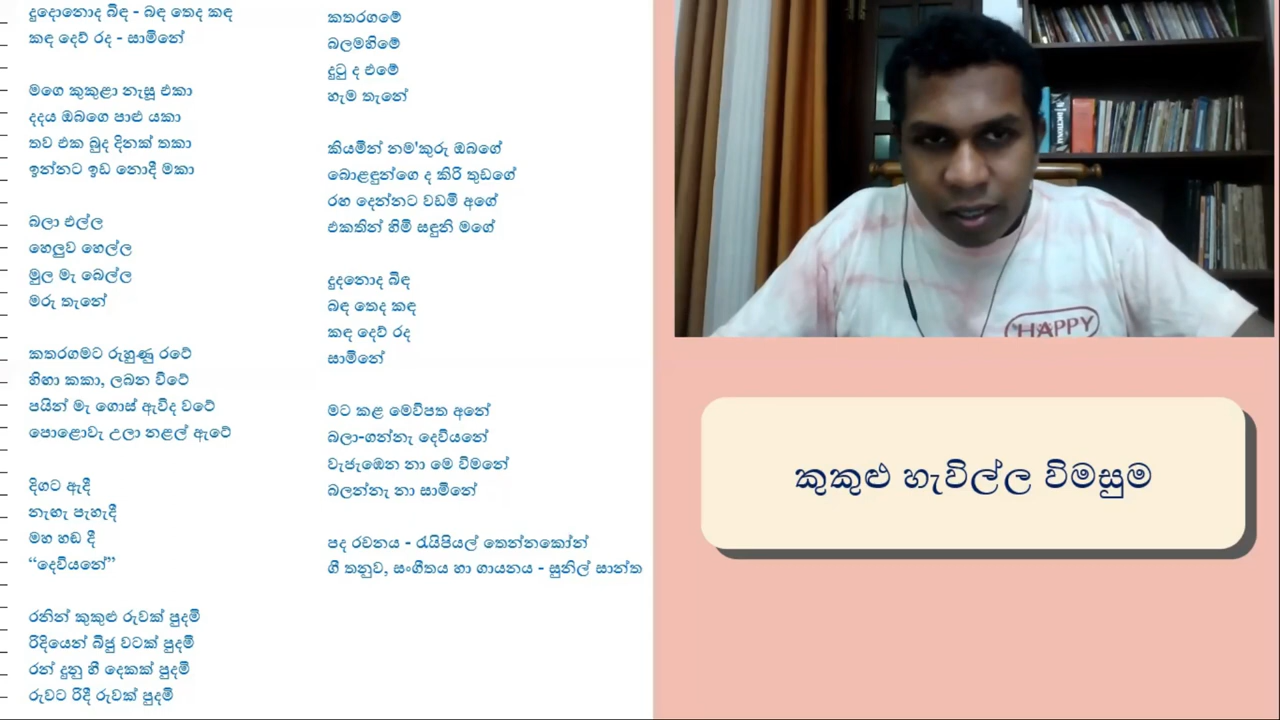 දුදොනොද බිඳ - බඳ තෙද කඳ
කඳ දෙව් රද - සාමිනේ
මගෙ කුකුළා නැසූ එකා
දදය ඔබගෙ පාළු යකා
තව එක බුද දිනක් තකා
ඉන්නට ඉඩ නොදී මකා
බලා එල්ල
හෙලුව හෙල්ල
මුල මැ බෙල්ල
මරු තැනේ
කතරගමට රුහුණු රටේ
හිඟා කකා, ලබන වීටේ
පයින් මැ ගොස් ඇවිද වටේ
පොළොවැ උලා නළල් ඇටේ
දිගට ඇදී
නැඟැ පැහැදී
මහ හඬ දී
“දෙවියනේ”
රනින් කුකුළු රුවක් පුදමි
රිදියෙන් බිජු වටක් පුදමි
රන් දුනු හී දෙකක් පුදමි
රුවට රිදී රුවක් පුදමි
කතරගමේ
බලමහිමේ
දුටු ද එමේ
හැම තැනේ
කියමින් නම'කුරු ඔබගේ
බොළඳුන්ගෙ ද කිරි තුඩගේ
රඟ දෙන්නට වඩමි අගේ
එකතින් හිමි සඳුනි මගේ
දුදනොද බිඳ
බඳ තෙද කඳ
කඳ දෙව් රද
සාමිනේ
මට කළ මෙවිපත අනේ
බලා-ගන්නැ දෙවියනේ
වැජැඹෙන නා මෙ විමනේ
බලන්නැ නා සාමිනේ
පද රචනය - රැයිපියල් තෙන්නකෝන්
ගී තනුව, සංගීතය හා ගායනය - සුනිල් සාන්ත
HAPPY
කුකුළු හැවිල්ල විමසුම